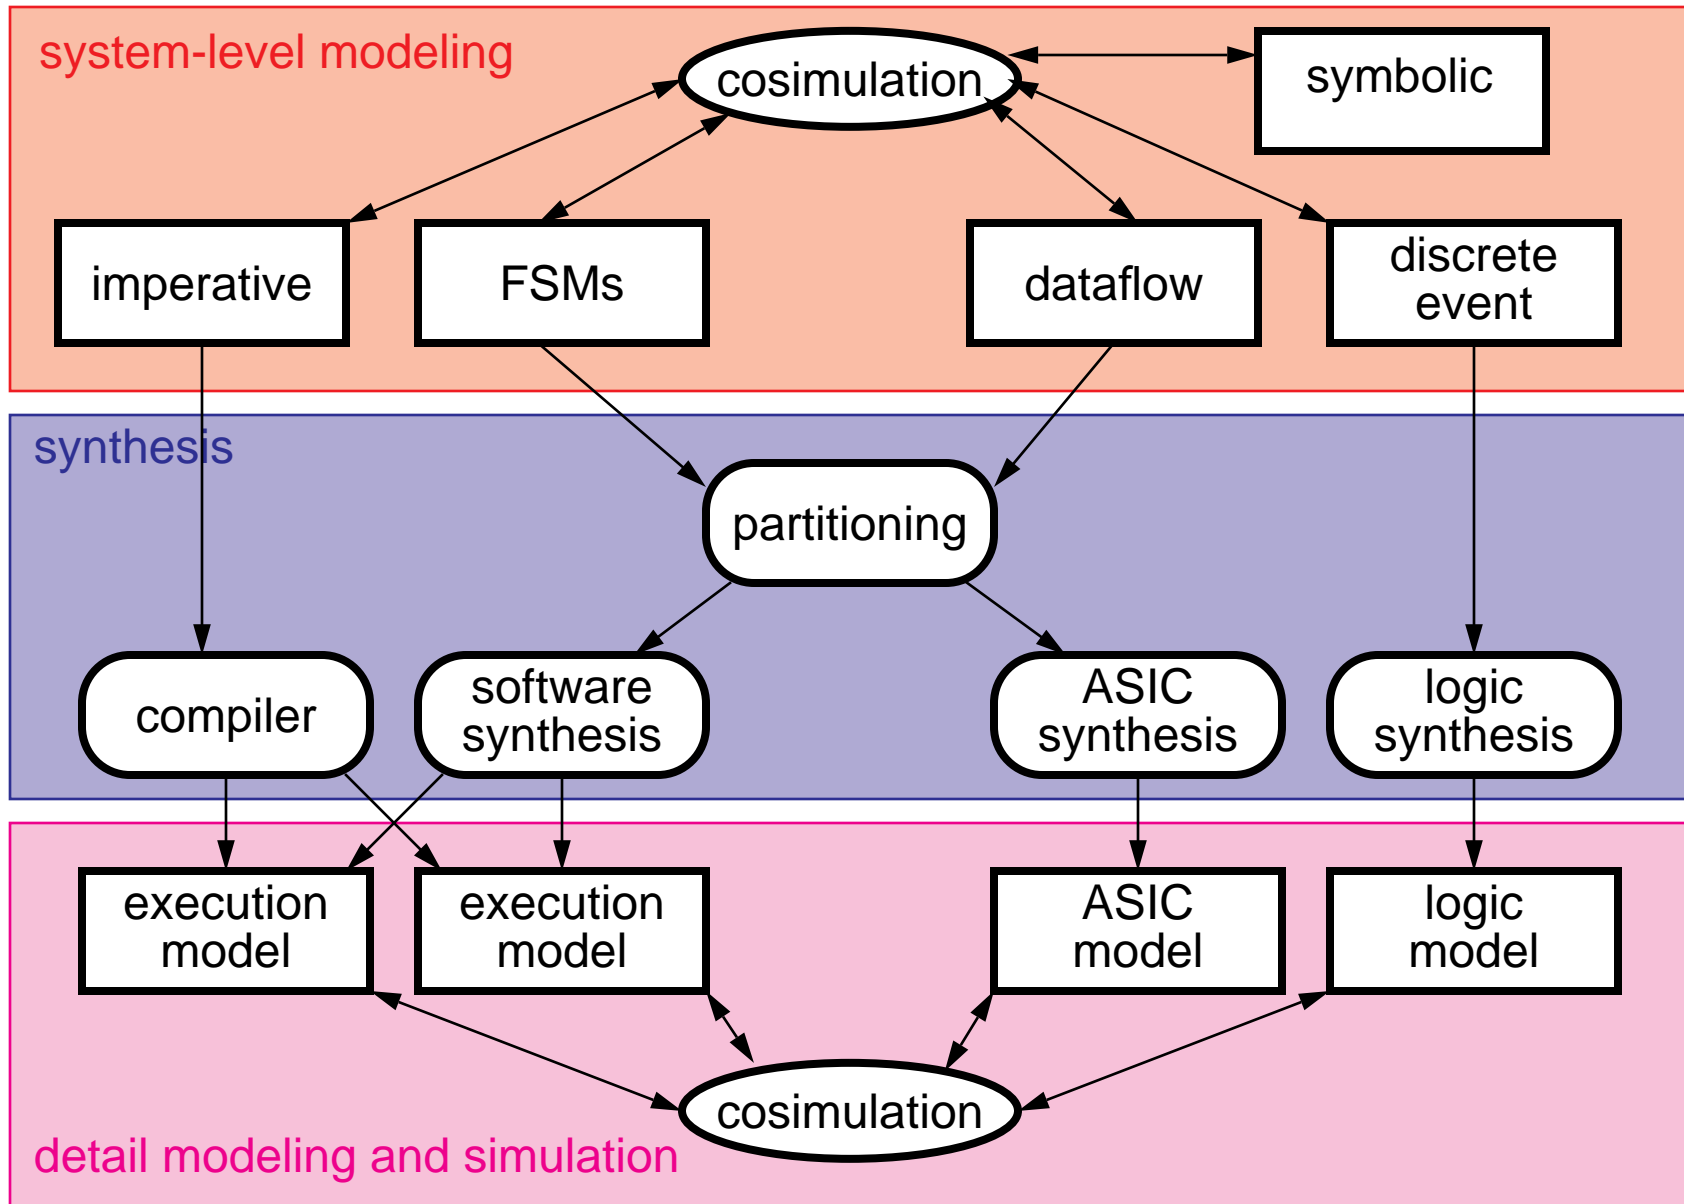 system-level modeling
cosimulation
symbolic
imperative
FSMs
dataflow
discrete
event
synthesis
partitioning
compiler
software
synthesis
ASIC
synthesis
logic
synthesis
execution
model
execution
model
ASIC
model
logic
model
cosimulation
detail modeling and simulation